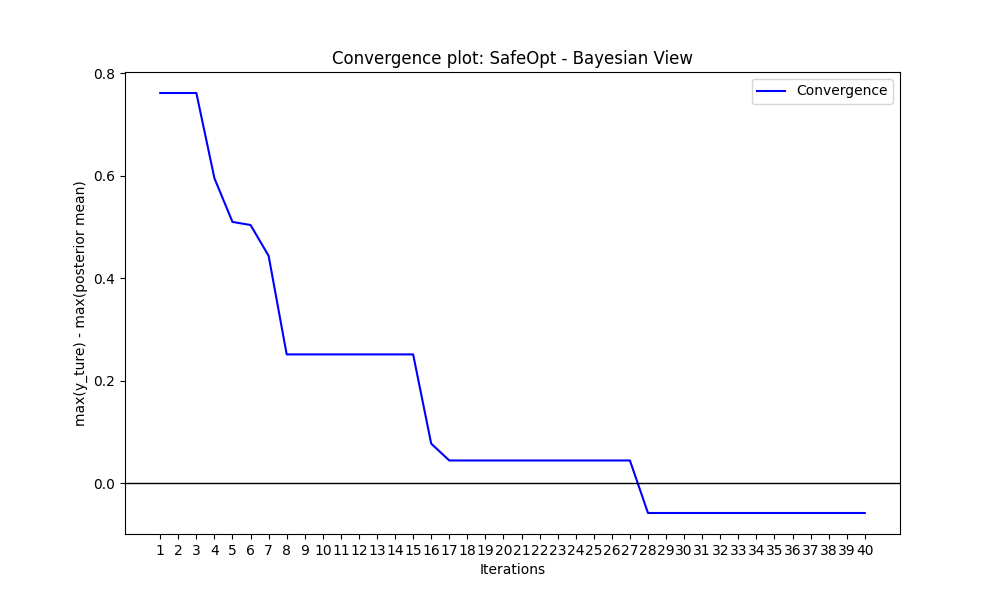 Convergence plot: SafeOpt - Bayesian View
Convergence
max(y_ture) - max(posterior mean)
0.8
0.6
0.4
0.2
0.0
1 2 3 4 5 6 7 8 9 10 11 12 13 14 15 16 17 18 19 20 21 22 23 24 25 26 27 28 29 30 31 32 33 34 35 36 37 38 39 40
Iterations